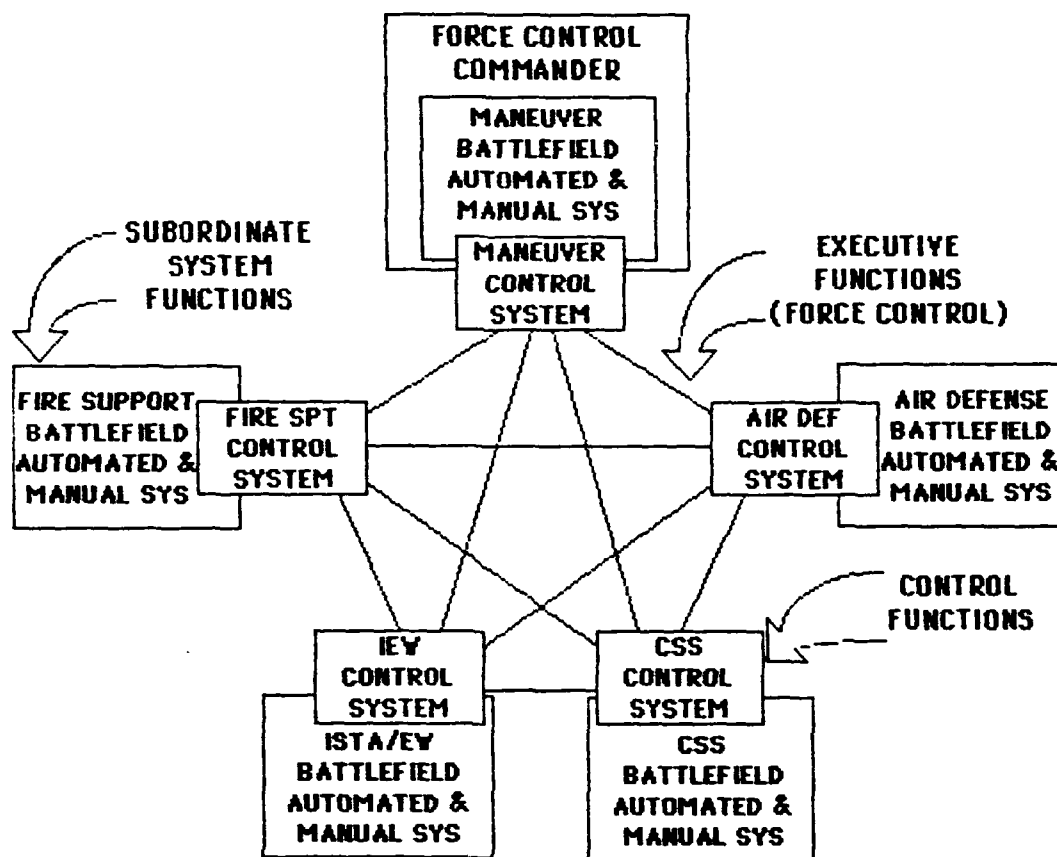 FORCE CONTROL
COMMANDER
MANEUVER
BATTLEFIELD
AUTOMATED &
MANUAL SYS
MANEUVER
CONTROL
SYSTEM
SUBORDINATE
SYSTEM
FUNCTIONS
EXECUTIVE
FUNCTIONS
(FORCE CONTROL)
FIRE SUPPORT
BATTLEFIELD
AUTOMATED &
MANUAL SYS
FIRE SPT
CONTROL
SYSTEM
AIR DEF
CONTROL
SYSTEM
AIR DEFENSE
BATTLEFIELD
AUTOMATED &
MANUAL SYS
CONTROL
FUNCTIONS
IEW
CONTROL
SYSTEM
ISTA/EW
BATTLEFIELD
AUTOMATED &
MANUAL SYS
CSS
CONTROL
SYSTEM
CSS
BATTLEFIELD
AUTOMATED &
MANUAL SYS